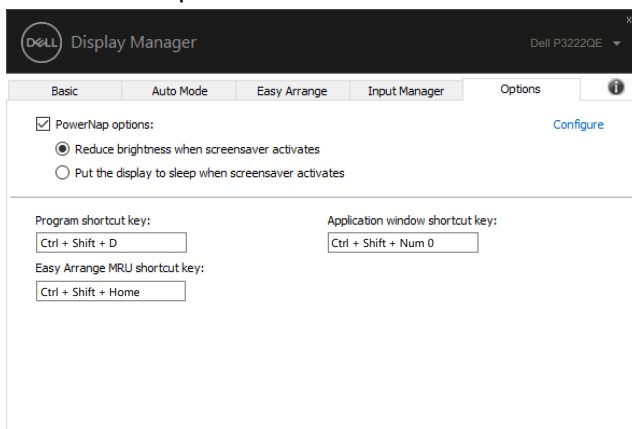 DELL Display Manager
Dell P3222QE
Basic Auto Mode Easy Arrange Input Manager Options
PowerNap options: Configure
Reduce brightness when screensaver activates
Put the display to sleep when screensaver activates
Program shortcut key: Application window shortcut key:
Ctrl + Shift + D Ctrl + Shift + Num 0
Easy Arrange MRU shortcut key:
Ctrl + Shift + Home